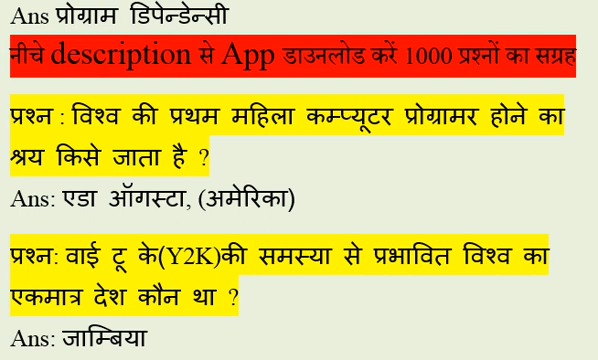 Ans प्रोग्राम डिपेन्डेन्सी
नीचे description से App डाउनलोड करें 1000 प्रश्नों का सग्रह
प्रश्न : विश्व की प्रथम महिला कम्प्यूटर प्रोग्रामर होने का
श्रय किसे जाता है ?
Ans: एडा ऑगस्टा, (अमेरिका)
प्रश्न: वाई टू के(Y2K)की समस्या से प्रभावित विश्व का
एकमात्र देश कौन था ?
Ans: जाम्बिया